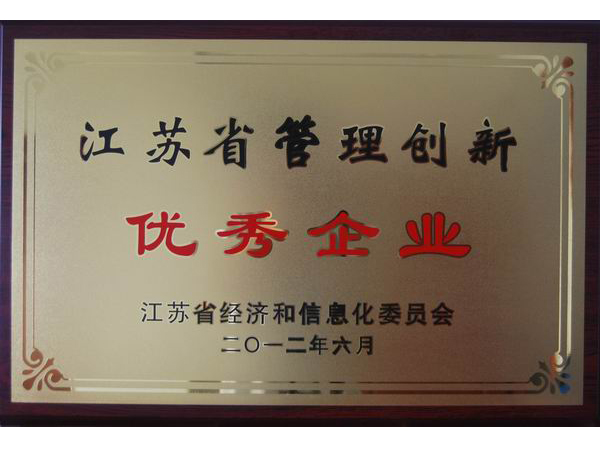 江苏省管理创新
优秀企业
江苏省经济和信息化委员会
二〇一二年六月